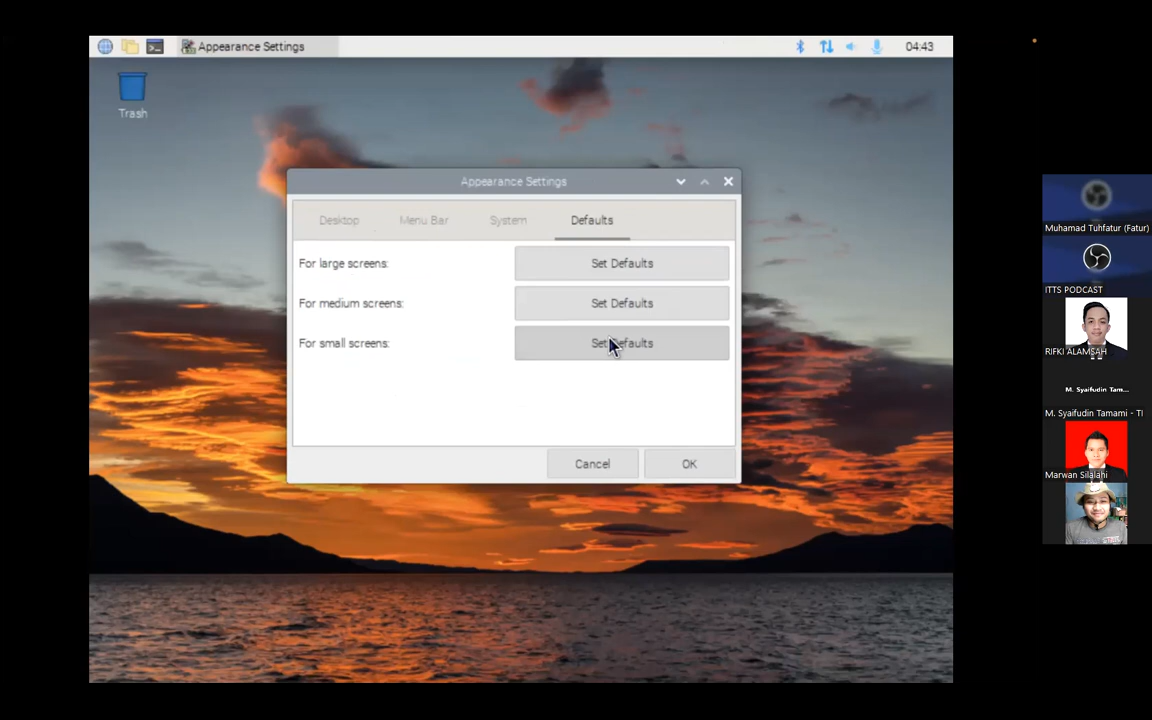 Appearance Settings
04:43
Trash
Appearance Settings
Desktop
Menu Bar
System
Defaults
For large screens:
Set Defaults
For medium screens:
Set Defaults
For small screens:
Set Defaults
Cancel
OK
Muhamad Tuhfatur (Fatur)
ITTS PODCAST
RIFKI ALAMSAH
M. Syaifudin Tam...
M. Syaifudin Tamami - TI
Marwan Silalahi